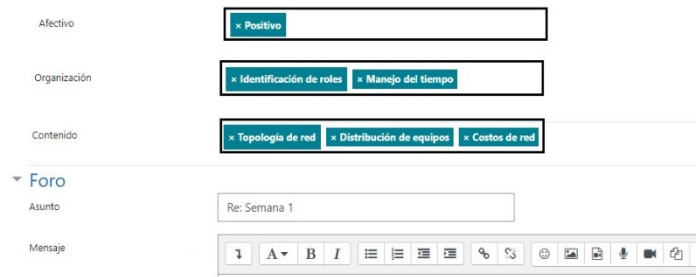 Afectivo
× Positivo
Organización
× Identificación de roles × Manejo del tiempo
Contenido
× Topología de red × Distribución de equipos × Costos de red
Foro
Asunto
Re: Semana 1
Mensaje
A B I